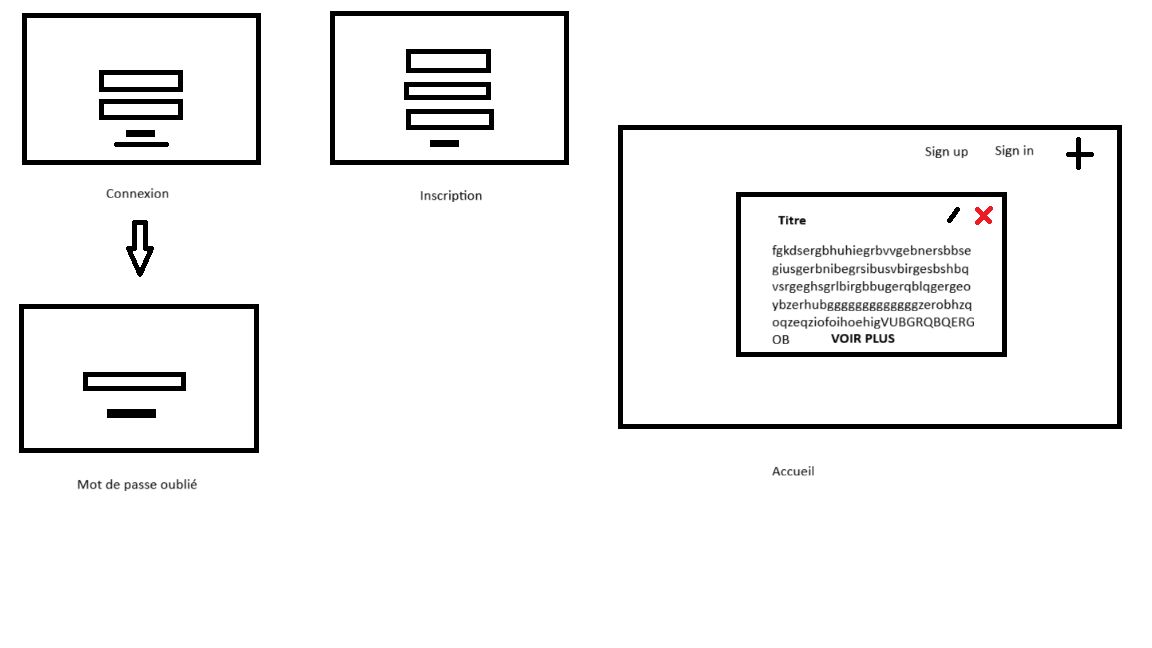 Connexion
Inscription
Mot de passe oublié
Sign up
Sign in
Titre
fgkdsergbhuhiegrbvvgebnersbbse
giusgerbnibegrsibusvbirgesbshbq
vsrgeghsgrlbirgbbugerqblqgergeo
ybzerhubgggggggggggggzerobhzq
oqzeqziofoihoehigVUBGRQBQERG
OB
VOIR PLUS
Accueil